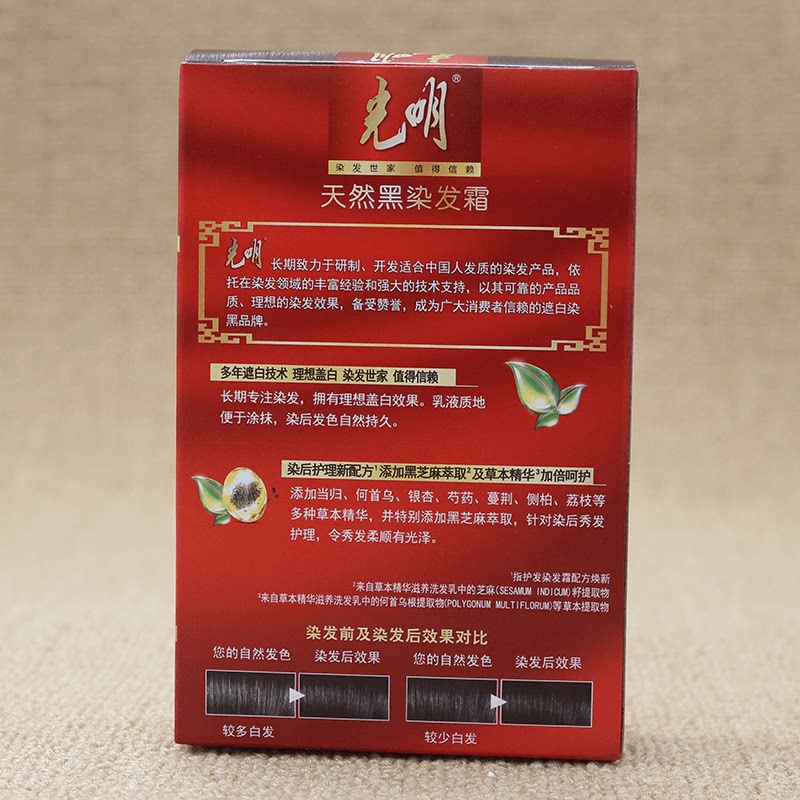 光明®
染发世家 值得信赖
天然黑染发霜
光明®长期致力于研制、开发适合中国人发质的染发产品，依
托在染发领域的丰富经验和强大的技术支持，以其可靠的产品品
质、理想的染发效果，备受赞誉，成为广大消费者信赖的遮白染
黑品牌。
多年遮白技术 理想盖白 染发世家 值得信赖
长期专注染发，拥有理想盖白效果。乳液质地
便于涂抹，染后发色自然持久。
染后护理新配方¹添加黑芝麻萃取²及草本精华³加倍呵护
添加当归、何首乌、银杏、芍药、蔓荆、侧柏、荔枝等
多种草本精华，并特别添加黑芝麻萃取，针对染后秀发
护理，令秀发柔顺有光泽。
¹指护发染发霜配方焕新
²来自草本精华滋养洗发乳中的芝麻(SESAMUM INDICUM)籽提取物
³来自草本精华滋养洗发乳中的何首乌根提取物(POLYGONUM MULTIFLORUM)等草本提取物
染发前及染发后效果对比
您的自然发色 染发后效果 您的自然发色 染发后效果
较多白发 较少白发